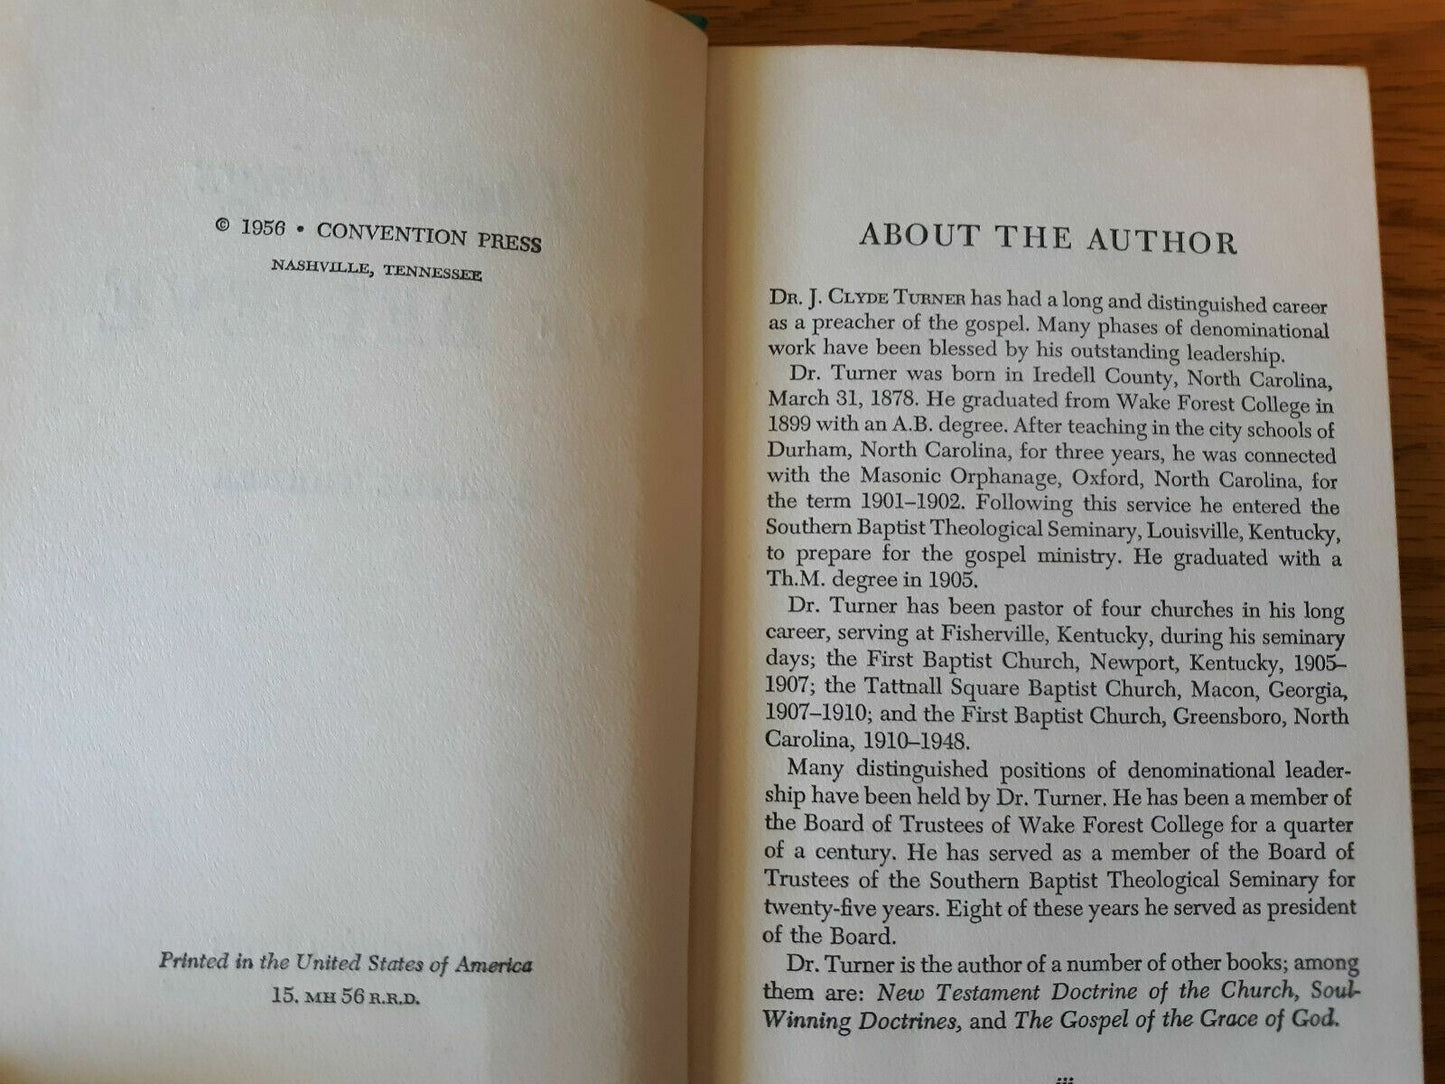 © 1956 • CONVENTION PRESS
NASHVILLE, TENNESSEE
Printed in the United States of America
15. MH 56 R.R.D.
ABOUT THE AUTHOR
DR. J. CLYDE TURNER has had a long and distinguished career
as a preacher of the gospel. Many phases of denominational
work have been blessed by his outstanding leadership.
Dr. Turner was born in Iredell County, North Carolina,
March 31, 1878. He graduated from Wake Forest College in
1899 with an A.B. degree. After teaching in the city schools of
Durham, North Carolina, for three years, he was connected
with the Masonic Orphanage, Oxford, North Carolina, for
the term 1901–1902. Following this service he entered the
Southern Baptist Theological Seminary, Louisville, Kentucky,
to prepare for the gospel ministry. He graduated with a
Th.M. degree in 1905.
Dr. Turner has been pastor of four churches in his long
career, serving at Fisherville, Kentucky, during his seminary
days; the First Baptist Church, Newport, Kentucky, 1905–
1907; the Tattnall Square Baptist Church, Macon, Georgia,
1907–1910; and the First Baptist Church, Greensboro, North
Carolina, 1910–1948.
Many distinguished positions of denominational leader-
ship have been held by Dr. Turner. He has been a member of
the Board of Trustees of Wake Forest College for a quarter
of a century. He has served as a member of the Board of
Trustees of the Southern Baptist Theological Seminary for
twenty-five years. Eight of these years he served as president
of the Board.
Dr. Turner is the author of a number of other books; among
them are: New Testament Doctrine of the Church, Soul-
Winning Doctrines, and The Gospel of the Grace of God.
iii